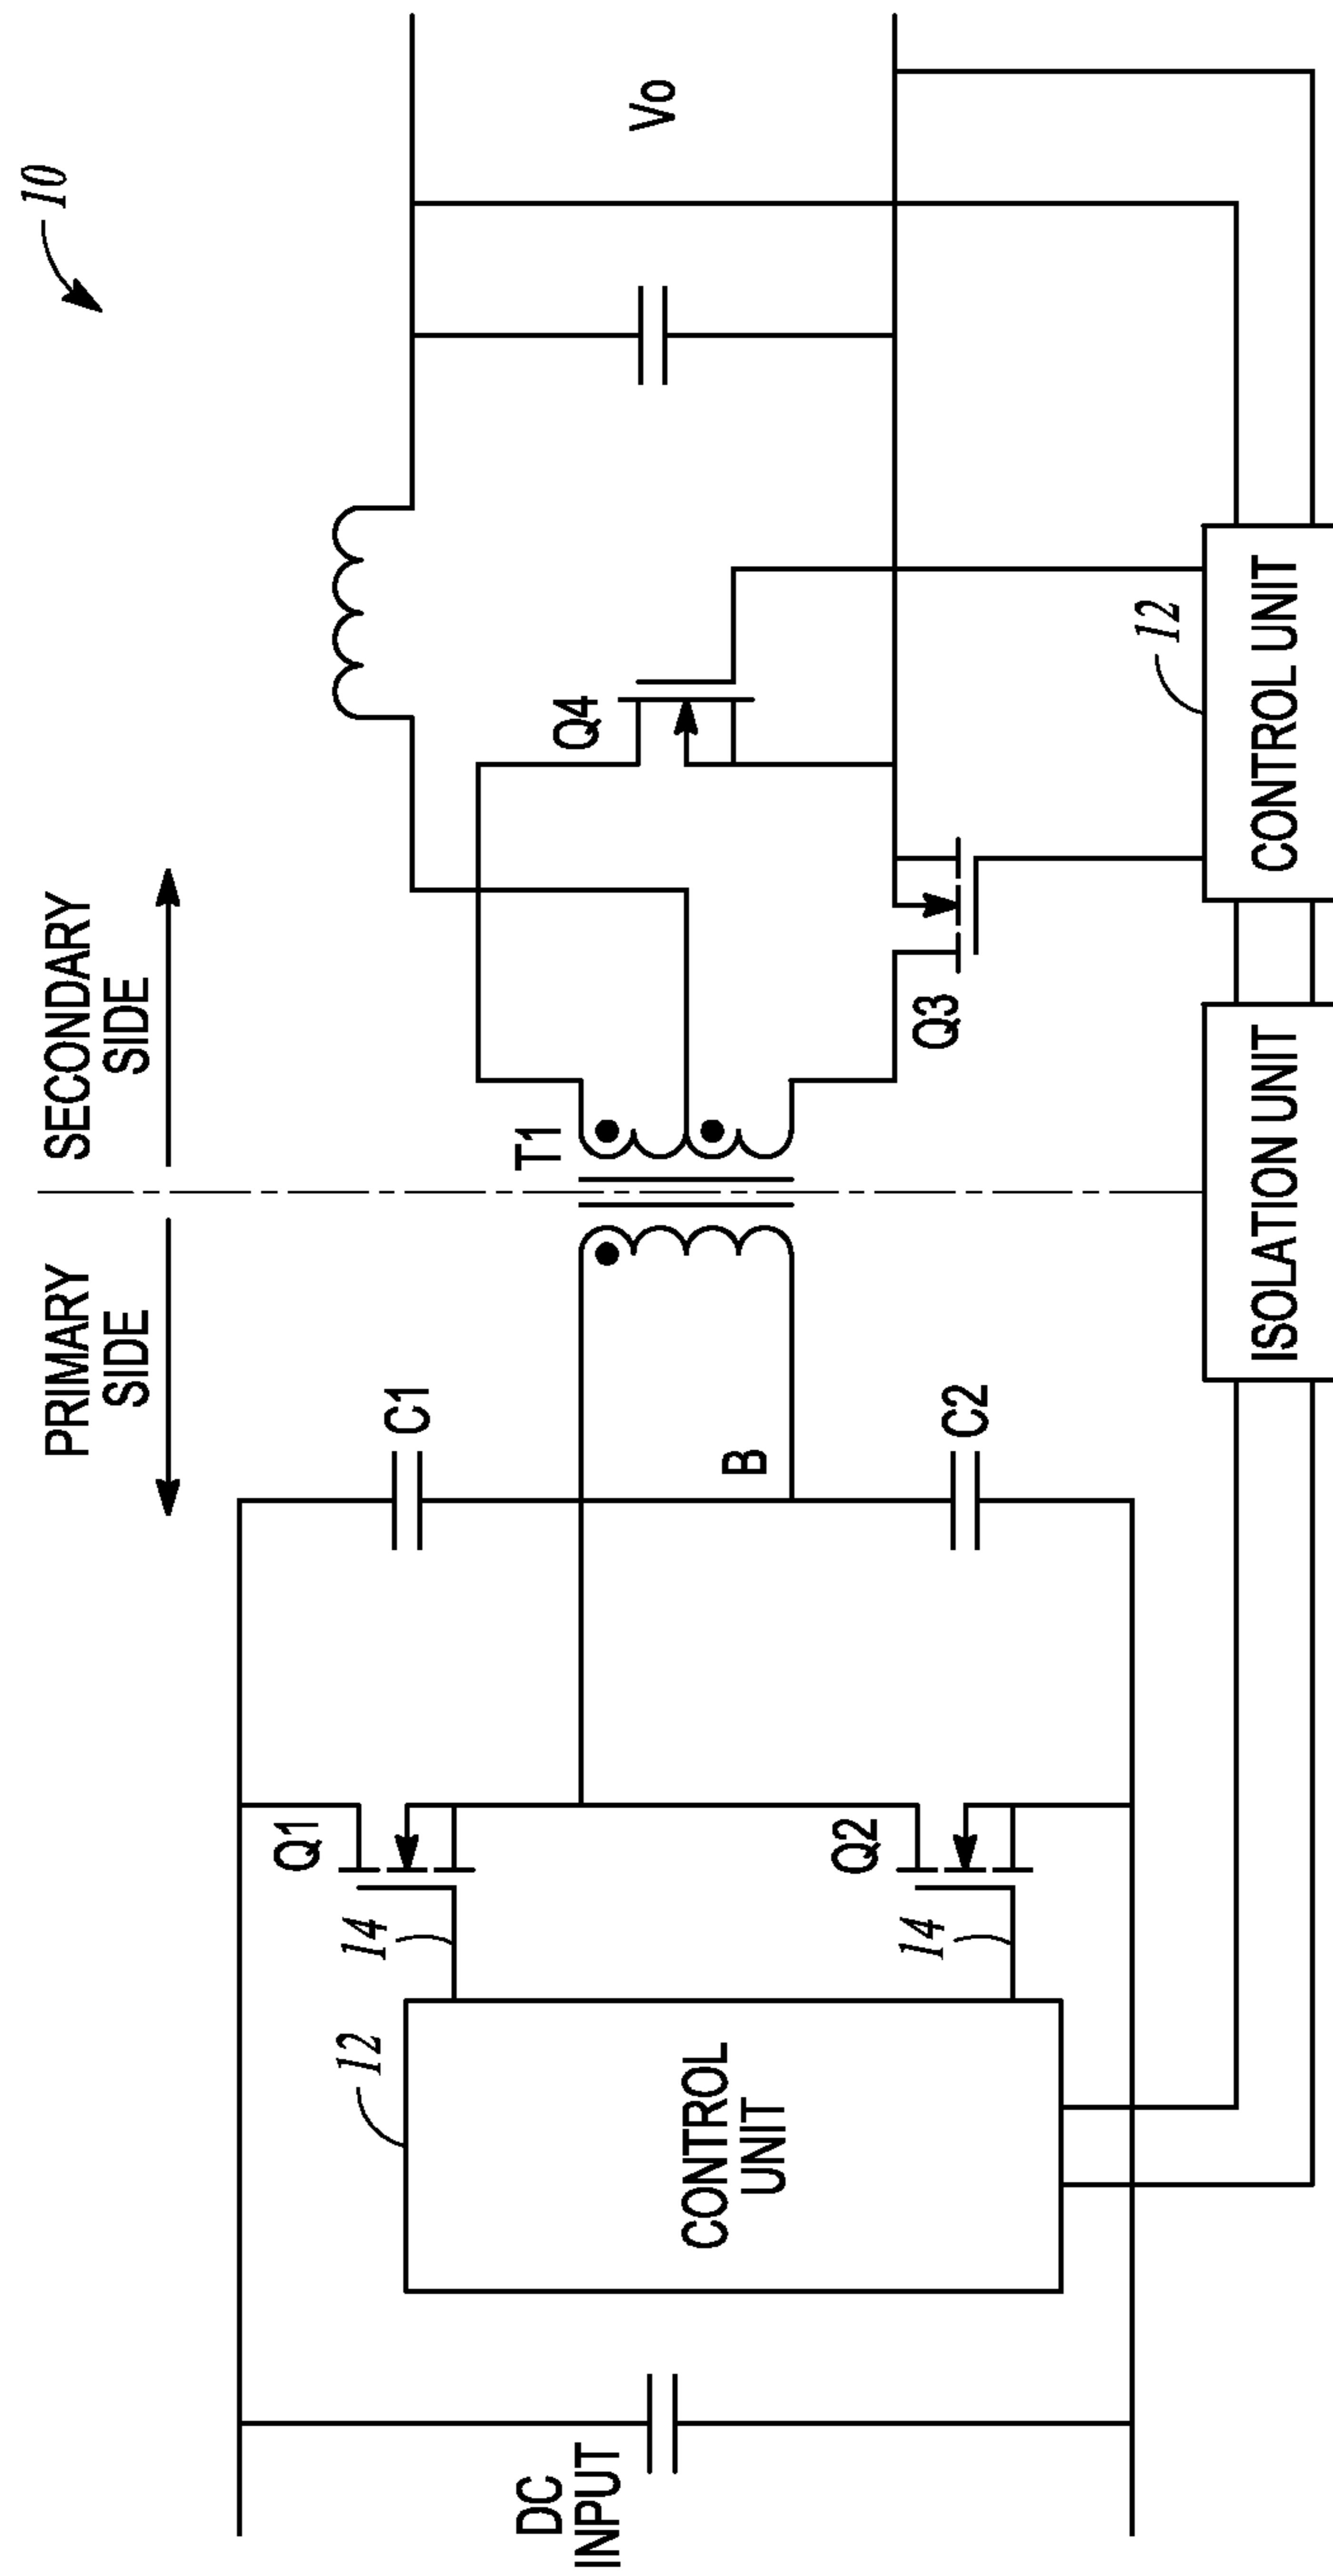 10
PRIMARY
SIDE
SECONDARY
SIDE
DC
INPUT
12
CONTROL
UNIT
Q1
14
Q2
14
C1
B
C2
T1
Q4
Q3
Vo
12
ISOLATION UNIT
CONTROL UNIT